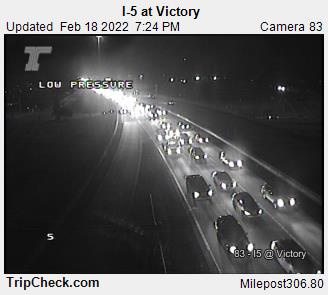 I-5 at Victory
Updated Feb 18 2022 7:24 PM Camera 83
T
LOW PRESSURE
S
83 - I5 @ Victory
TripCheck.com Milepost306.80